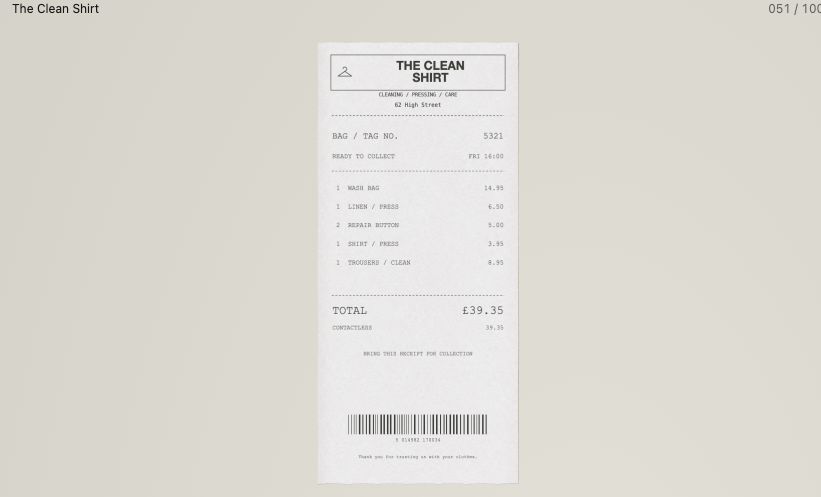 The Clean Shirt
051 / 100
THE CLEAN
SHIRT
CLEANING / PRESSING / CARE
62 High Street
BAG / TAG NO. 5321
READY TO COLLECT FRI 16:00
1 WASH BAG 14.95
1 LINEN / PRESS 6.50
2 REPAIR BUTTON 5.00
1 SHIRT / PRESS 3.95
1 TROUSERS / CLEAN 8.95
TOTAL £39.35
CONTACTLESS 39.35
BRING THIS RECEIPT FOR COLLECTION
5 014982 170034
Thank you for trusting us with your clothes.